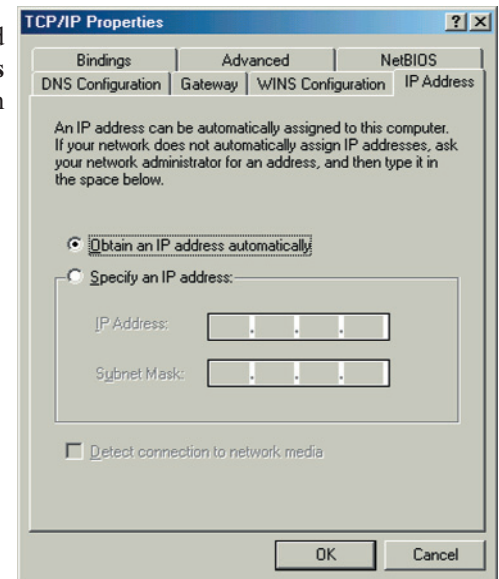 TCP/IP Properties
? X
Bindings Advanced NetBIOS
DNS Configuration Gateway WINS Configuration IP Address
An IP address can be automatically assigned to this computer.
If your network does not automatically assign IP addresses, ask
your network administrator for an address, and then type it in
the space below.
Obtain an IP address automatically
Specify an IP address:
IP Address:
. . .
Subnet Mask:
. . .
Detect connection to network media
OK Cancel